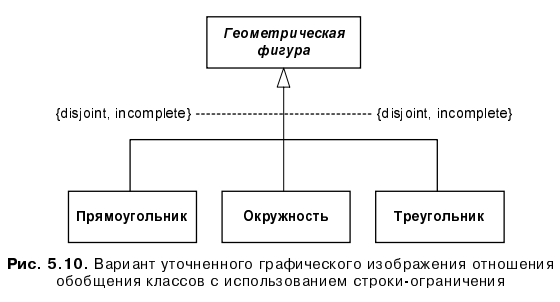 Геометрическая
фигура
{disjoint, incomplete}
{disjoint, incomplete}
Прямоугольник
Окружность
Треугольник
Рис. 5.10. Вариант уточненного графического изображения отношения
обобщения классов с использованием строки-ограничения